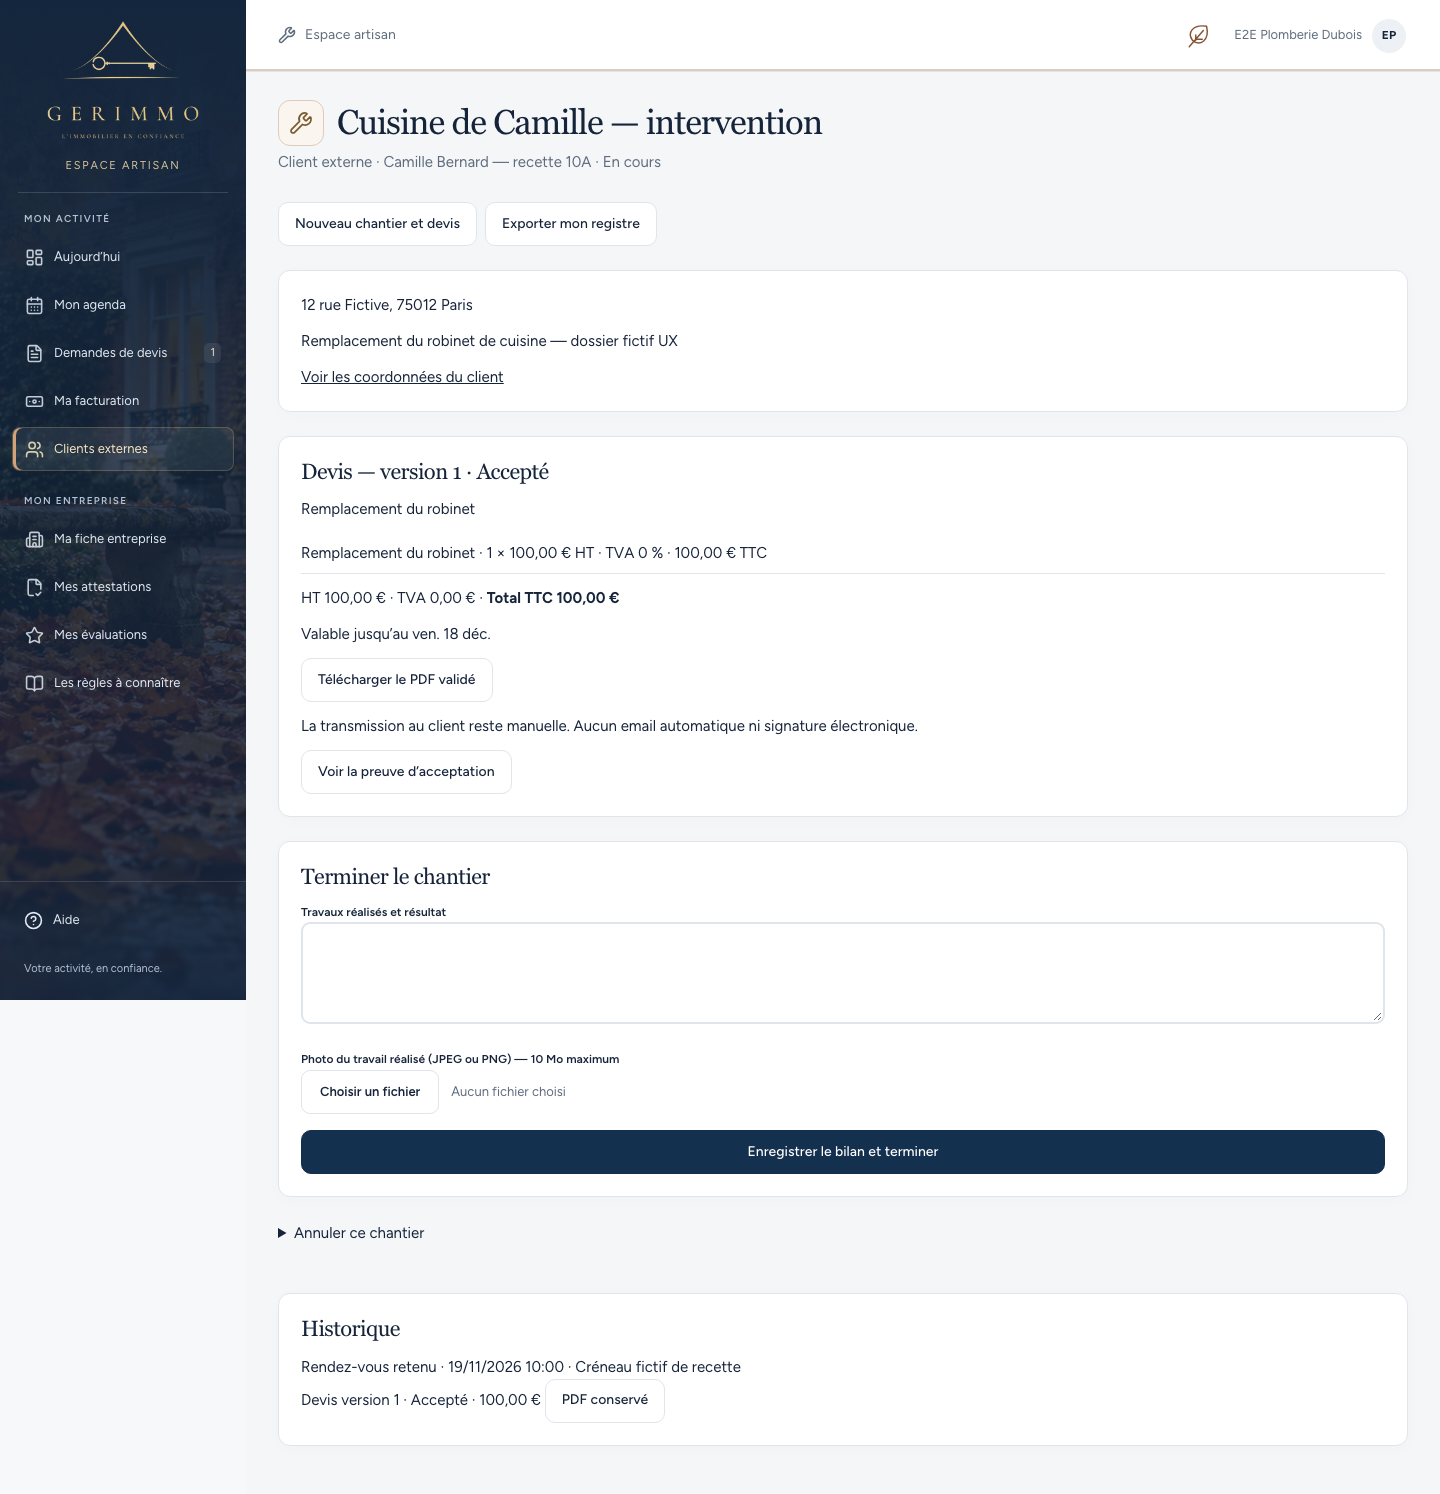 GERIMMO
L'IMMOBILIER EN CONFIANCE
ESPACE ARTISAN
MON ACTIVITÉ
Aujourd'hui
Mon agenda
Demandes de devis 1
Ma facturation
Clients externes
MON ENTREPRISE
Ma fiche entreprise
Mes attestations
Mes évaluations
Les règles à connaître
Aide
Votre activité, en confiance.
Espace artisan
E2E Plomberie Dubois EP
Cuisine de Camille — intervention
Client externe · Camille Bernard — recette 10A · En cours
Nouveau chantier et devis
Exporter mon registre
12 rue Fictive, 75012 Paris
Remplacement du robinet de cuisine — dossier fictif UX
Voir les coordonnées du client
Devis — version 1 · Accepté
Remplacement du robinet
Remplacement du robinet · 1 × 100,00 € HT · TVA 0 % · 100,00 € TTC
HT 100,00 € · TVA 0,00 € · Total TTC 100,00 €
Valable jusqu’au ven. 18 déc.
Télécharger le PDF validé
La transmission au client reste manuelle. Aucun email automatique ni signature électronique.
Voir la preuve d’acceptation
Terminer le chantier
Travaux réalisés et résultat
Photo du travail réalisé (JPEG ou PNG) — 10 Mo maximum
Choisir un fichier Aucun fichier choisi
Enregistrer le bilan et terminer
Annuler ce chantier
Historique
Rendez-vous retenu · 19/11/2026 10:00 · Créneau fictif de recette
Devis version 1 · Accepté · 100,00 € PDF conservé